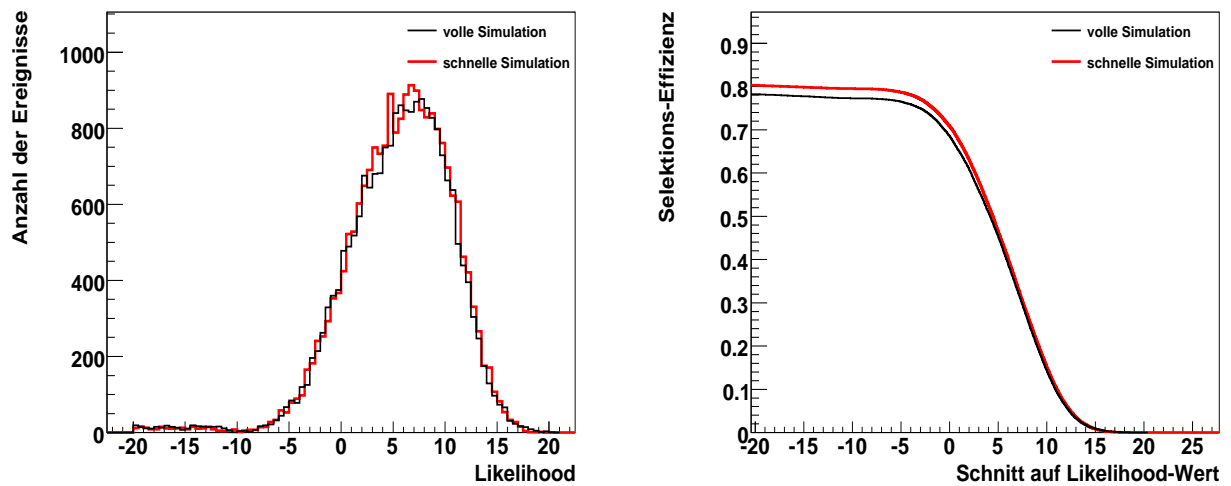 Anzahl der Ereignisse
volle Simulation
schnelle Simulation
1000
800
600
400
200
0
-20 -15 -10 -5 0 5 10 15 20
Likelihood
Selektions-Effizienz
volle Simulation
schnelle Simulation
0.9
0.8
0.7
0.6
0.5
0.4
0.3
0.2
0.1
0
-20 -15 -10 -5 0 5 10 15 20 25
Schnitt auf Likelihood-Wert